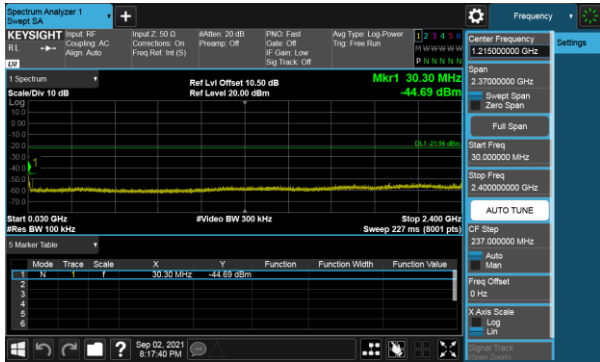 Spectrum Analyzer 1
Swept SA
+
Frequency
KEYSIGHT
RL
Input: RF
Coupling: AC
Align: Auto
Input Z: 50 Ω
Corrections: On
Freq Ref: Int (S)
#Atten: 20 dB
Preamp: Off
PNO: Fast
Gate: Off
IF Gain: Low
Sig Track: Off
Avg Type: Log-Power
Trig: Free Run
1 2 3 4 5 6
M W W W W W
P N N N N N
LXI
1 Spectrum
Scale/Div 10 dB
Ref Lvl Offset 10.50 dB
Ref Level 20.00 dBm
Mkr1 30.30 MHz
-44.69 dBm
Log
10.0
0.00
-10.0
-20.0
-30.0
-40.0
-50.0
-60.0
-70.0
DL1 -21.94 dBm
1
Start 0.030 GHz
#Res BW 100 kHz
#Video BW 300 kHz
Stop 2.400 GHz
Sweep 227 ms (8001 pts)
5 Marker Table
Mode Trace Scale X Y Function Function Width Function Value
1 N 1 f 30.30 MHz -44.69 dBm
2
3
4
5
6
Sep 02, 2021
8:17:40 PM
Center Frequency
1.215000000 GHz
Settings
Span
2.37000000 GHz
Swept Span
Zero Span
Full Span
Start Freq
30.000000 MHz
Stop Freq
2.400000000 GHz
AUTO TUNE
CF Step
237.000000 MHz
Auto
Man
Freq Offset
0 Hz
X Axis Scale
Log
Lin
Signal Track
(Span Zoom)